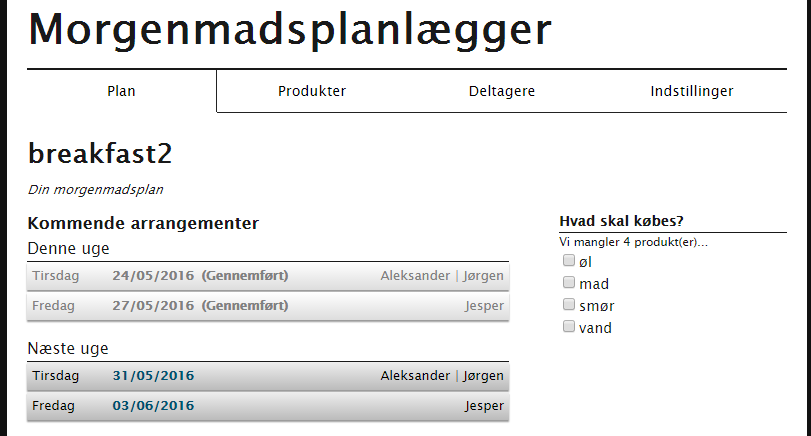 Morgenmadsplanlægger
Plan Produkter Deltagere Indstillinger
breakfast2
Din morgenmadsplan
Kommende arrangementer
Denne uge
Tirsdag 24/05/2016 (Gennemført) Aleksander | Jørgen
Fredag 27/05/2016 (Gennemført) Jesper
Næste uge
Tirsdag 31/05/2016 Aleksander | Jørgen
Fredag 03/06/2016 Jesper
Hvad skal købes?
Vi mangler 4 produkt(er)...
øl
mad
smør
vand